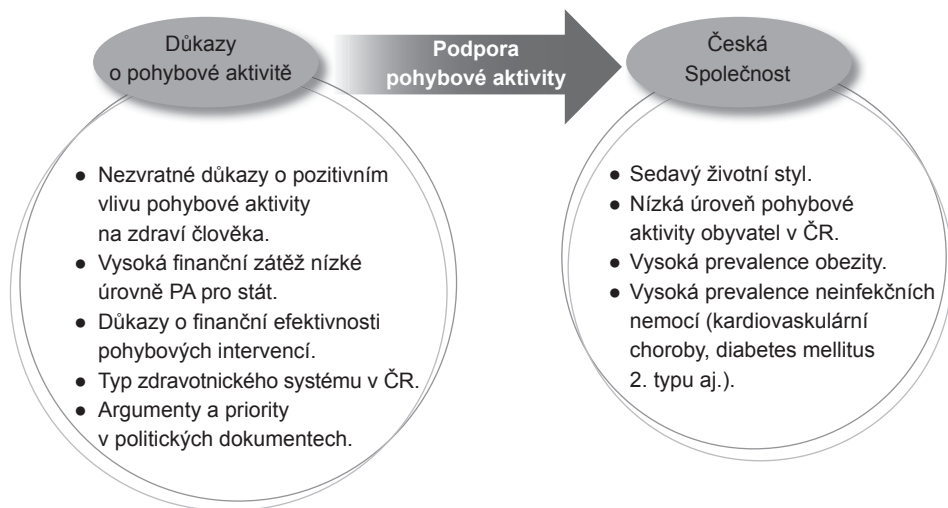 Důkazy
o pohybové aktivitě
Podpora
pohybové aktivity
Česká
Společnost
● Nezvratné důkazy o pozitivním
vlivu pohybové aktivity
na zdraví člověka.
● Vysoká finanční zátěž nízké
úrovně PA pro stát.
● Důkazy o finanční efektivnosti
pohybových intervencí.
● Typ zdravotnického systému v ČR.
● Argumenty a priority
v politických dokumentech.
● Sedavý životní styl.
● Nízká úroveň pohybové
aktivity obyvatel v ČR.
● Vysoká prevalence obezity.
● Vysoká prevalence neinfekčních
nemocí (kardiovaskulární
choroby, diabetes mellitus
2. typu aj.).